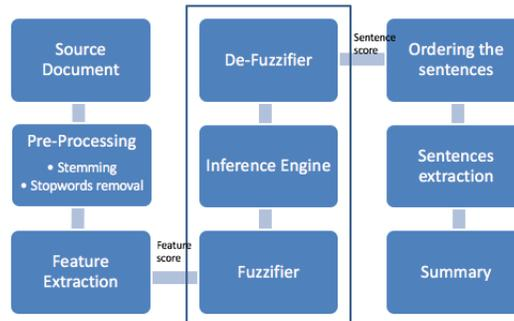 Source
Document
Pre-Processing
• Stemming
• Stopwords removal
Feature
Extraction
Feature
score
De-Fuzzifier
Inference Engine
Fuzzifier
Sentence
score
Ordering the
sentences
Sentences
extraction
Summary